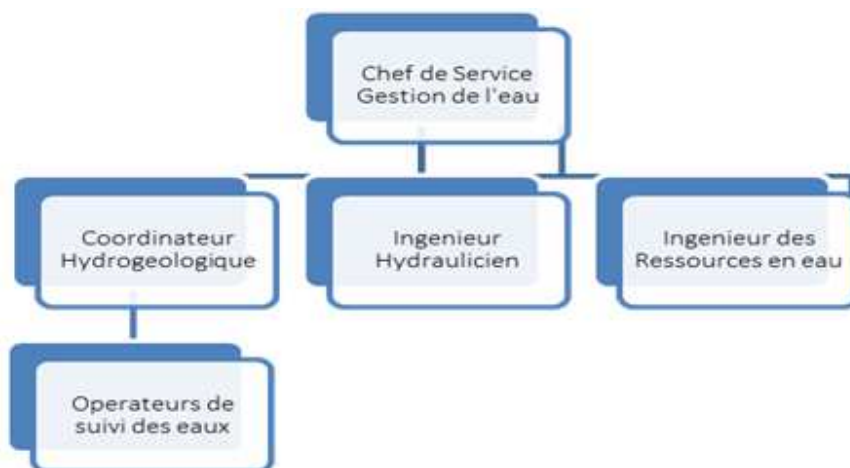 Chef de Service
Gestion de l'eau
Coordinateur
Hydrogeologique
Ingenieur
Hydraulicien
Ingenieur des
Ressources en eau
Operateurs de
suivi des eaux